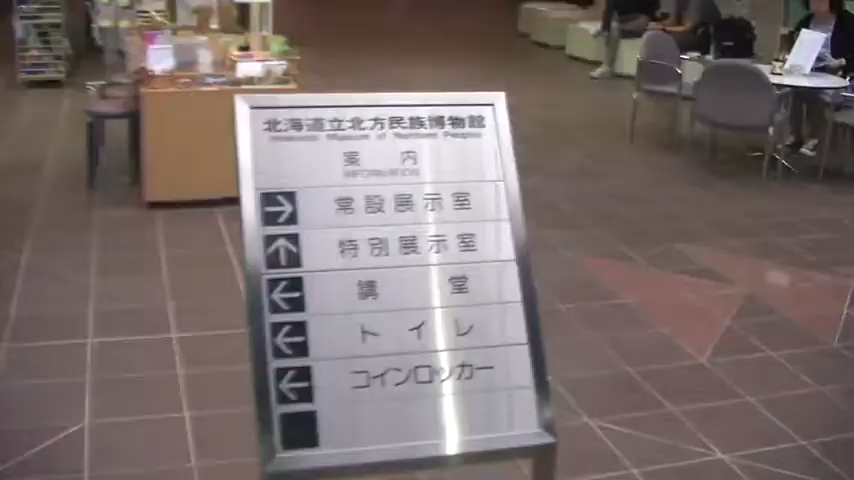 北海道立北方民族博物館
Hokkaido Museum of Northern Peoples
案内
INFORMATION
→ 常設展示室
↑ 特別展示室
← 講堂
← トイレ
← コインロッカー